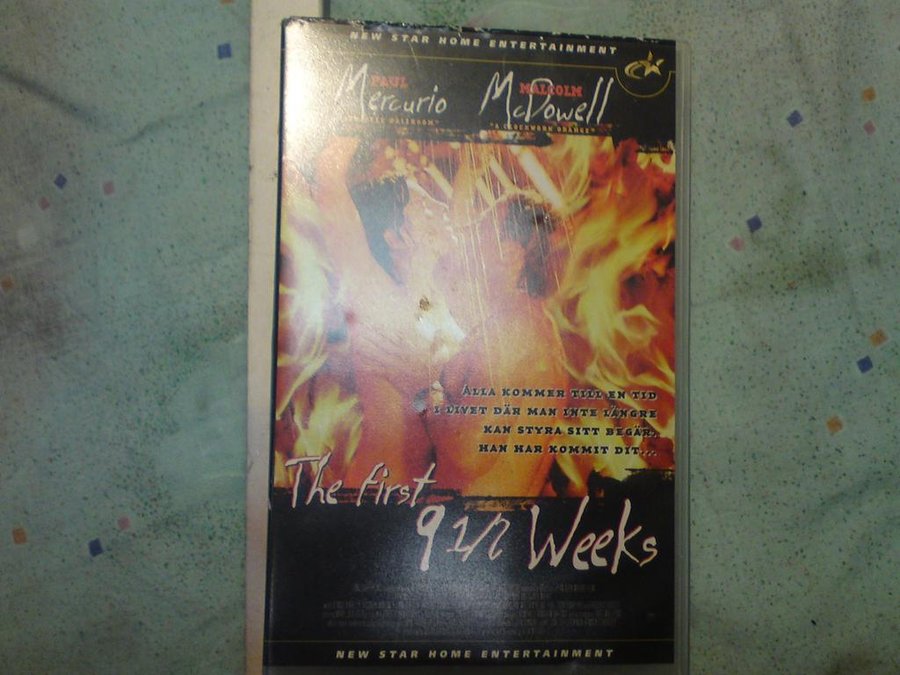 NEW STAR HOME ENTERTAINMENT
PAUL MALCOLM
Mercurio McDowell
BALLROOM" "A CLOCKWORK ORANGE"
ALLA KOMMER TILL EN TID
I LIVET DÄR MAN INTE LÄNGRE
KAN STYRA SITT BEGÄR.
HAN HAR KOMMIT DIT...
The first
9 1/2 Weeks
NEW STAR HOME ENTERTAINMENT